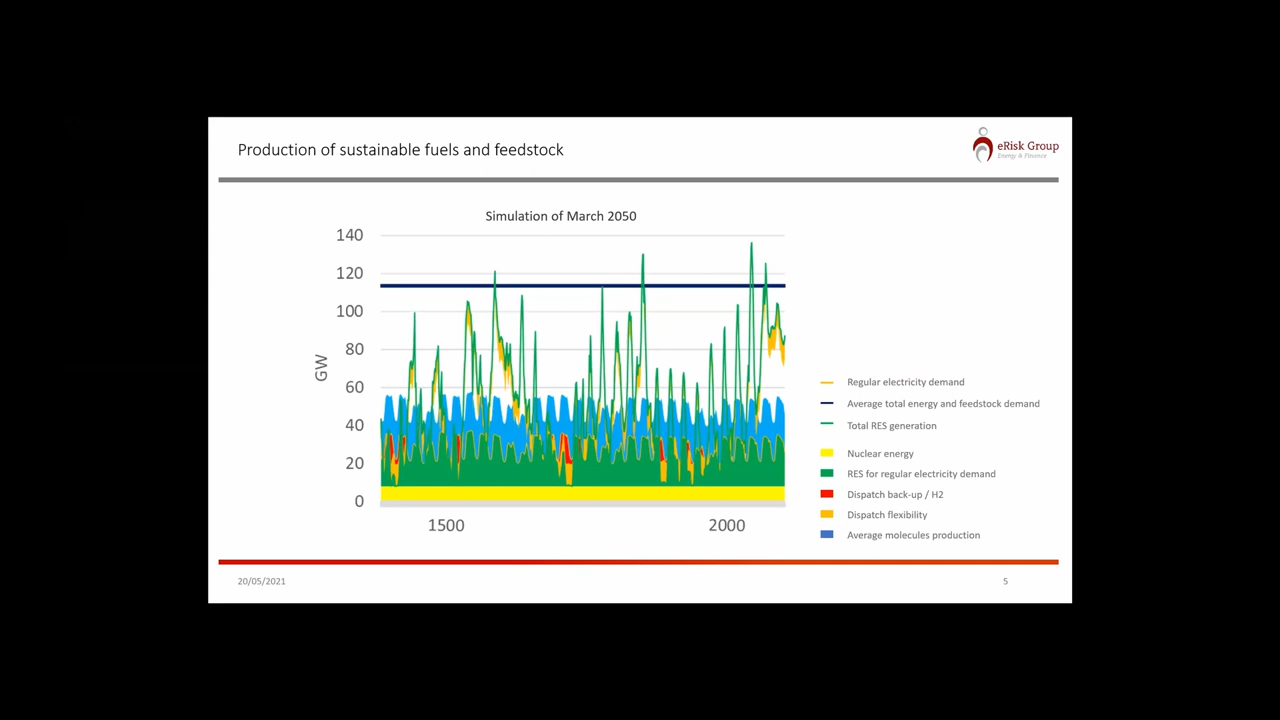 Production of sustainable fuels and feedstock
eRisk Group
Energy & Finance
Simulation of March 2050
140
120
100
80
60
40
20
0
GW
1500
2000
Regular electricity demand
Average total energy and feedstock demand
Total RES generation
Nuclear energy
RES for regular electricity demand
Dispatch back-up / H2
Dispatch flexibility
Average molecules production
20/05/2021
5